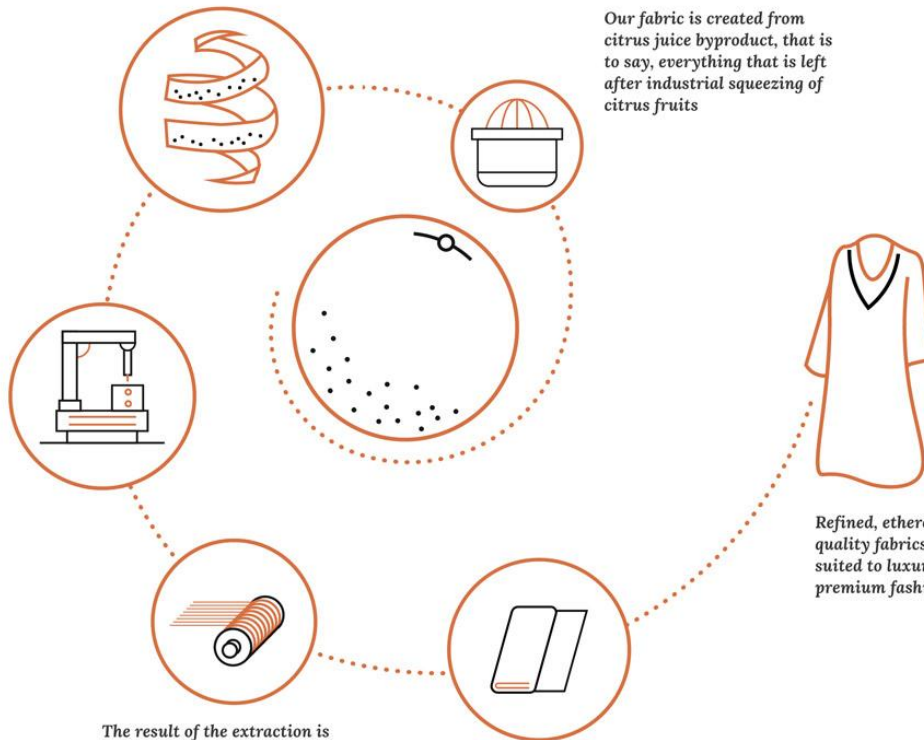 Our fabric is created from
citrus juice byproduct, that is
to say, everything that is left
after industrial squeezing of
citrus fruits
Refined,
quality fabrics
suited to
premium
The result of the extraction is